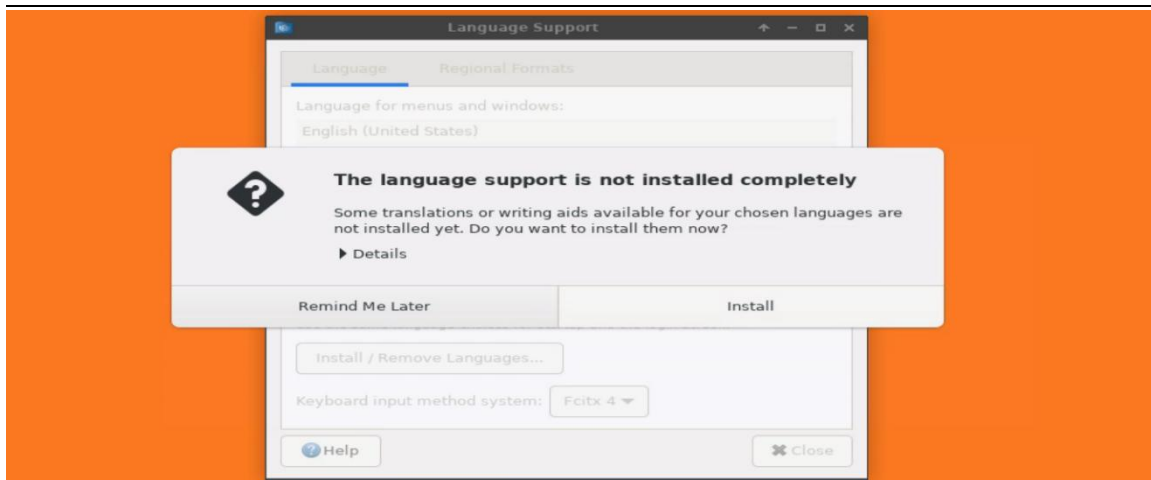 Language Support
Language Regional Formats
Language for menus and windows:
English (United States)
The language support is not installed completely
Some translations or writing aids available for your chosen languages are
not installed yet. Do you want to install them now?
Details
Remind Me Later Install
Install / Remove Languages...
Keyboard input method system: Fcitx 4
Help Close